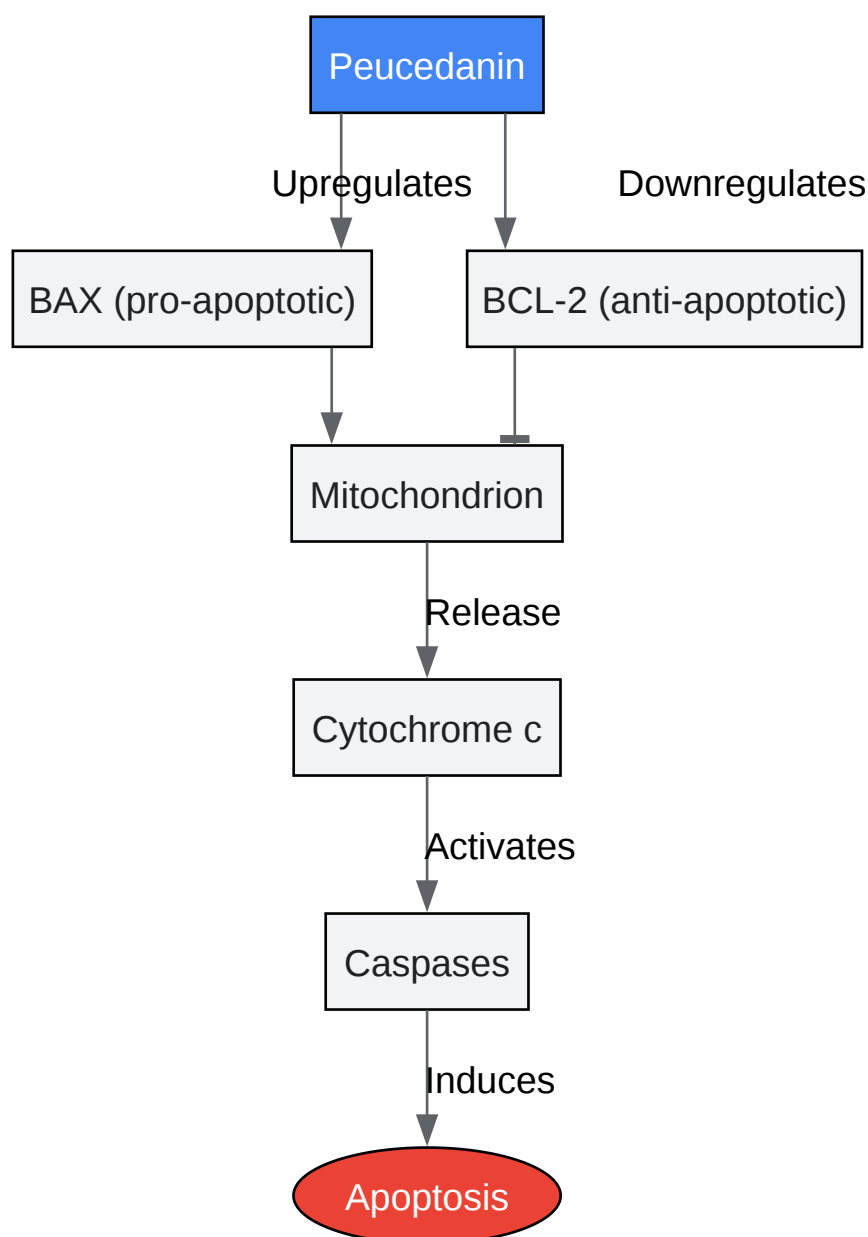 Peucedanin
Upregulates
Downregulates
BAX (pro-apoptotic)
BCL-2 (anti-apoptotic)
Mitochondrion
Release
Cytochrome c
Activates
Caspases
Induces
Apoptosis